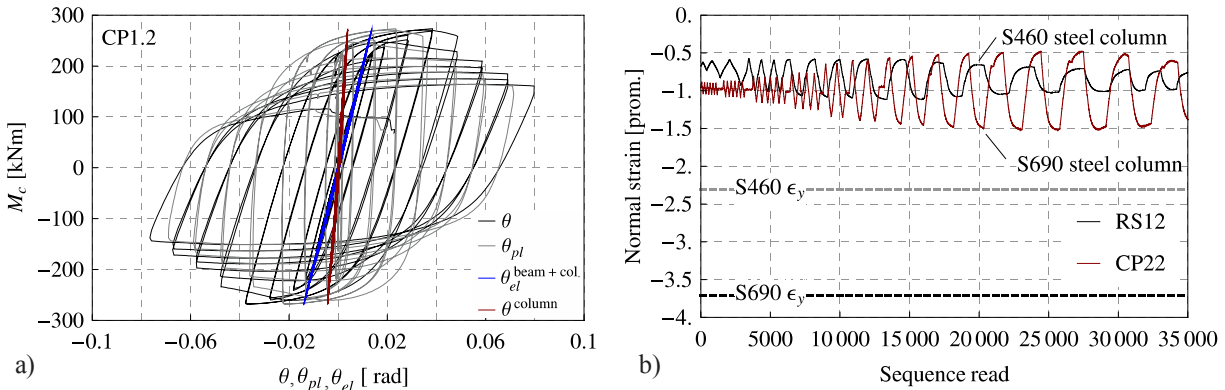 CP1.2
300
200
100
0
−100
−200
−300
M_c [kNm]
−0.1
−0.06
−0.02
0.02
0.06
0.1
θ, θ_pl, θ_el [ rad]
θ
θ_pl
θ_el^beam + col.
θ^column
a)
0.
−0.5
−1.0
−1.5
−2.
−2.5
−3.
−3.5
−4.
Normal strain [prom.]
S460 steel column
S690 steel column
S460 ϵ_y
RS12
CP22
S690 ϵ_y
0
5000
10 000
15 000
20 000
25 000
30 000
35 000
Sequence read
b)